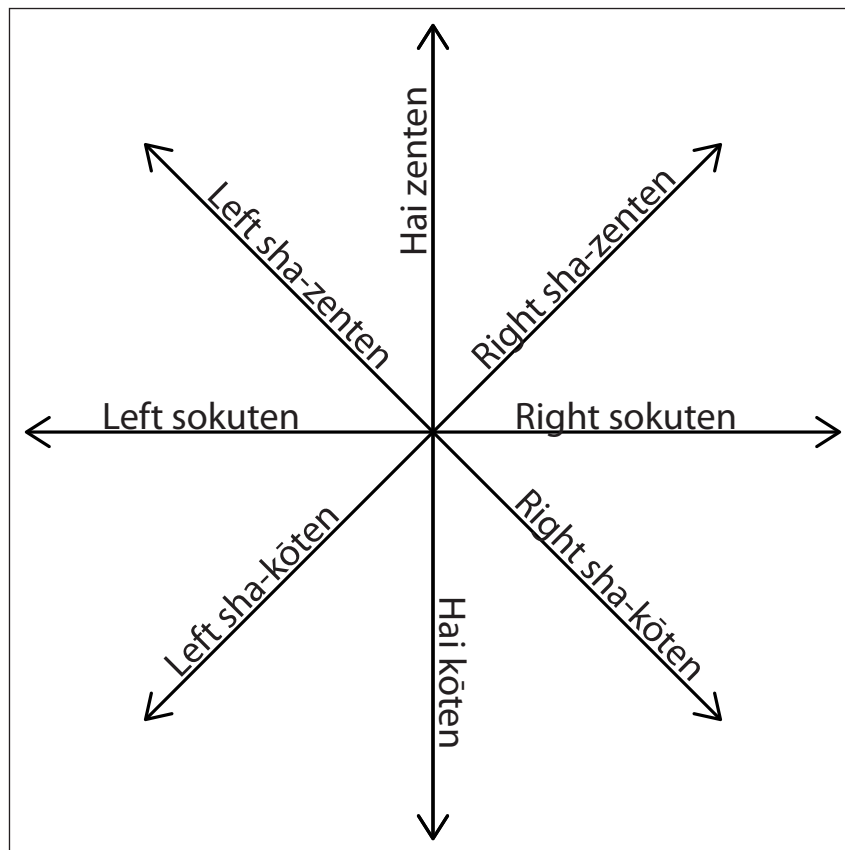 Hai zenten
Left sha-zenten
Right sha-zenten
Left sokuten
Right sokuten
Left sha-kōten
Right sha-kōten
Hai kōten